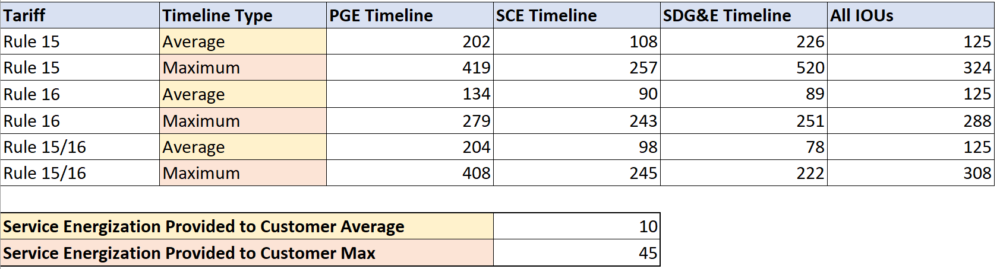 Tariff Timeline Type PGE Timeline SCE Timeline SDG&E Timeline All IOUs
Rule 15 Average 202 108 226 125
Rule 15 Maximum 419 257 520 324
Rule 16 Average 134 90 89 125
Rule 16 Maximum 279 243 251 288
Rule 15/16 Average 204 98 78 125
Rule 15/16 Maximum 408 245 222 308
Service Energization Provided to Customer Average 10
Service Energization Provided to Customer Max 45